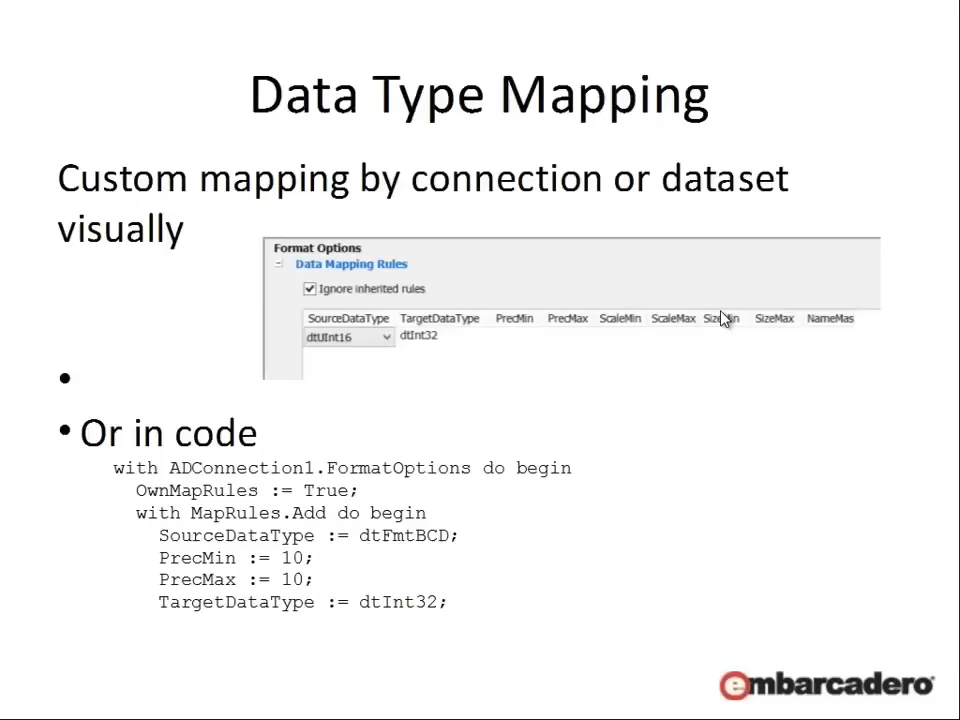 Data Type Mapping
Custom mapping by connection or dataset
visually
Format Options
Data Mapping Rules
Ignore inherited rules
SourceDataType TargetDataType PrecMin PrecMax ScaleMin ScaleMax SizeMin SizeMax NameMas
dtUInt16 dtInt32
•
• Or in code
with ADConnection1.FormatOptions do begin
OwnMapRules := True;
with MapRules.Add do begin
SourceDataType := dtFmtBCD;
PrecMin := 10;
PrecMax := 10;
TargetDataType := dtInt32;
embarcadero